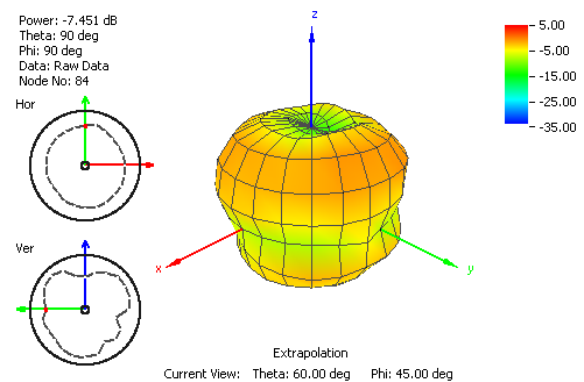 Power: -7.451 dB
Theta: 90 deg
Phi: 90 deg
Data: Raw Data
Node No: 84
Hor
Ver
z
x
y
5.00
-5.00
-15.00
-25.00
-35.00
Extrapolation
Current View: Theta: 60.00 deg Phi: 45.00 deg